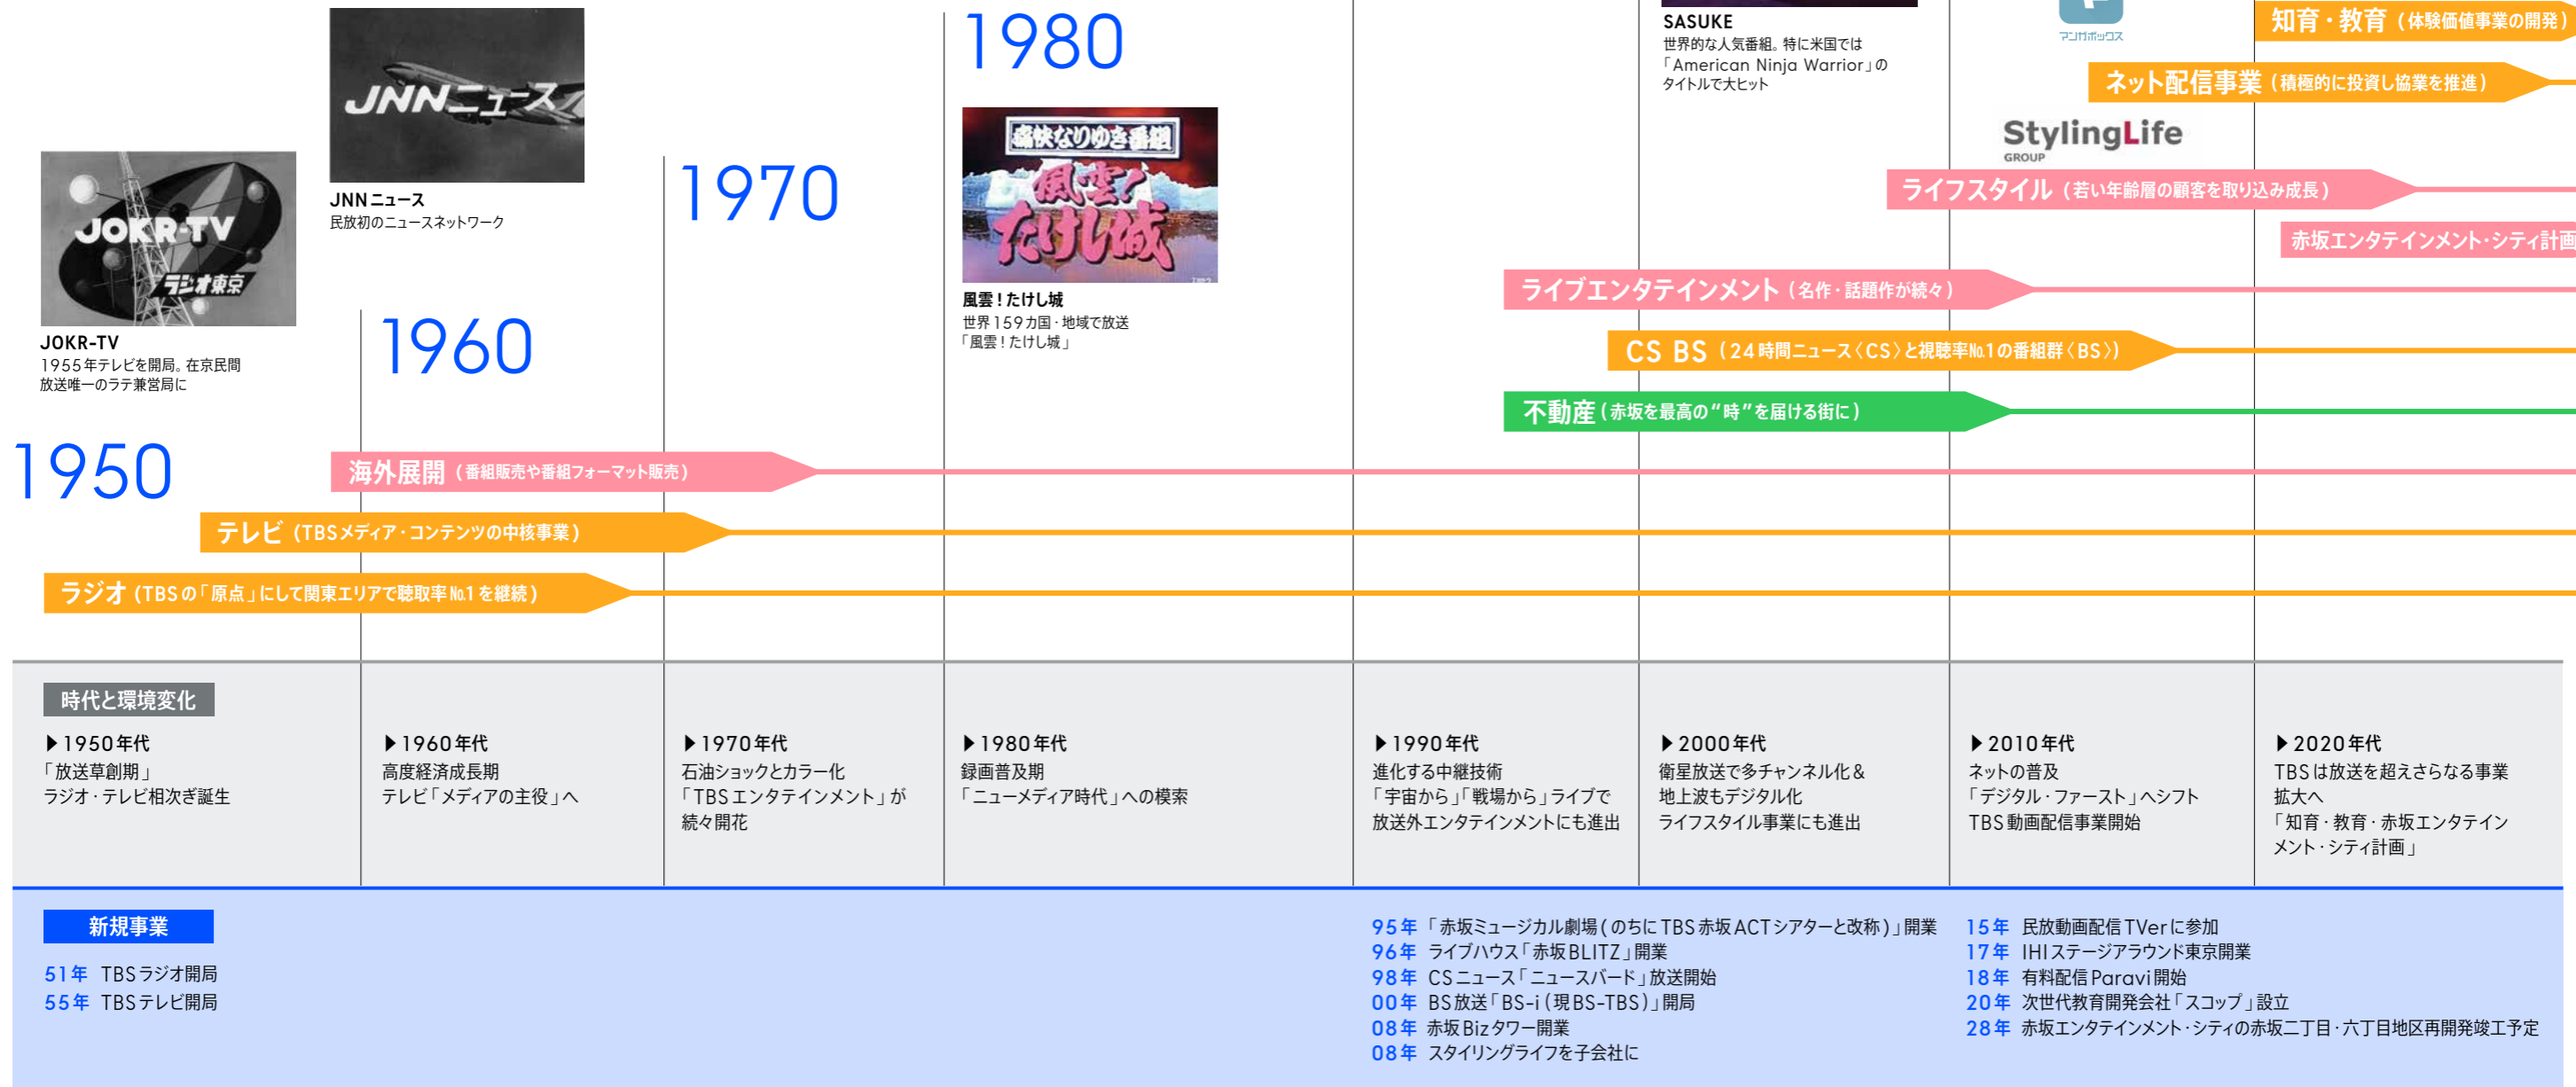 JNNニュース
JNNニュース
民放初のニュースネットワーク
JOKR-TV
ラジオ東京
JOKR-TV
1955年テレビを開局。在京民間
放送唯一のラテ兼営局に
1950
1960
1970
1980
痛快なりゆき番組
風雲!
たけし城
風雲！たけし城
世界159カ国・地域で放送
「風雲！たけし城」
SASUKE
世界的な人気番組。特に米国では
「American Ninja Warrior」の
タイトルで大ヒット
マンガボックス
知育・教育（体験価値事業の開発）
ネット配信事業（積極的に投資し協業を推進）
StylingLife
GROUP
ライフスタイル（若い年齢層の顧客を取り込み成長）
赤坂エンタテインメント・シティ計画
ライブエンタテインメント（名作・話題作が続々）
CS BS（24時間ニュース〈CS〉と視聴率№1の番組群〈BS〉）
不動産（赤坂を最高の“時”を届ける街に）
海外展開（番組販売や番組フォーマット販売）
テレビ（TBSメディア・コンテンツの中核事業）
ラジオ（TBSの「原点」にして関東エリアで聴取率№1を継続）
時代と環境変化
▶1950年代
「放送草創期」
ラジオ・テレビ相次ぎ誕生
▶1960年代
高度経済成長期
テレビ「メディアの主役」へ
▶1970年代
石油ショックとカラー化
「TBSエンタテインメント」が
続々開花
▶1980年代
録画普及期
「ニューメディア時代」への模索
▶1990年代
進化する中継技術
「宇宙から」「戦場から」ライブで
放送外エンタテインメントにも進出
▶2000年代
衛星放送で多チャンネル化＆
地上波もデジタル化
ライフスタイル事業にも進出
▶2010年代
ネットの普及
「デジタル・ファースト」へシフト
TBS動画配信事業開始
▶2020年代
TBSは放送を超えさらなる事業
拡大へ
「知育・教育・赤坂エンタテイン
メント・シティ計画」
新規事業
51年 TBSラジオ開局
55年 TBSテレビ開局
95年「赤坂ミュージカル劇場（のちにTBS赤坂ACTシアターと改称）」開業
96年 ライブハウス「赤坂BLITZ」開業
98年 CSニュース「ニュースバード」放送開始
00年 BS放送「BS-i（現BS-TBS）」開局
08年 赤坂Bizタワー開業
08年 スタイリングライフを子会社に
15年 民放動画配信TVerに参加
17年 IHIステージアラウンド東京開業
18年 有料配信Paravi開始
20年 次世代教育開発会社「スコップ」設立
28年 赤坂エンタテインメント・シティの赤坂二丁目・六丁目地区再開発竣工予定